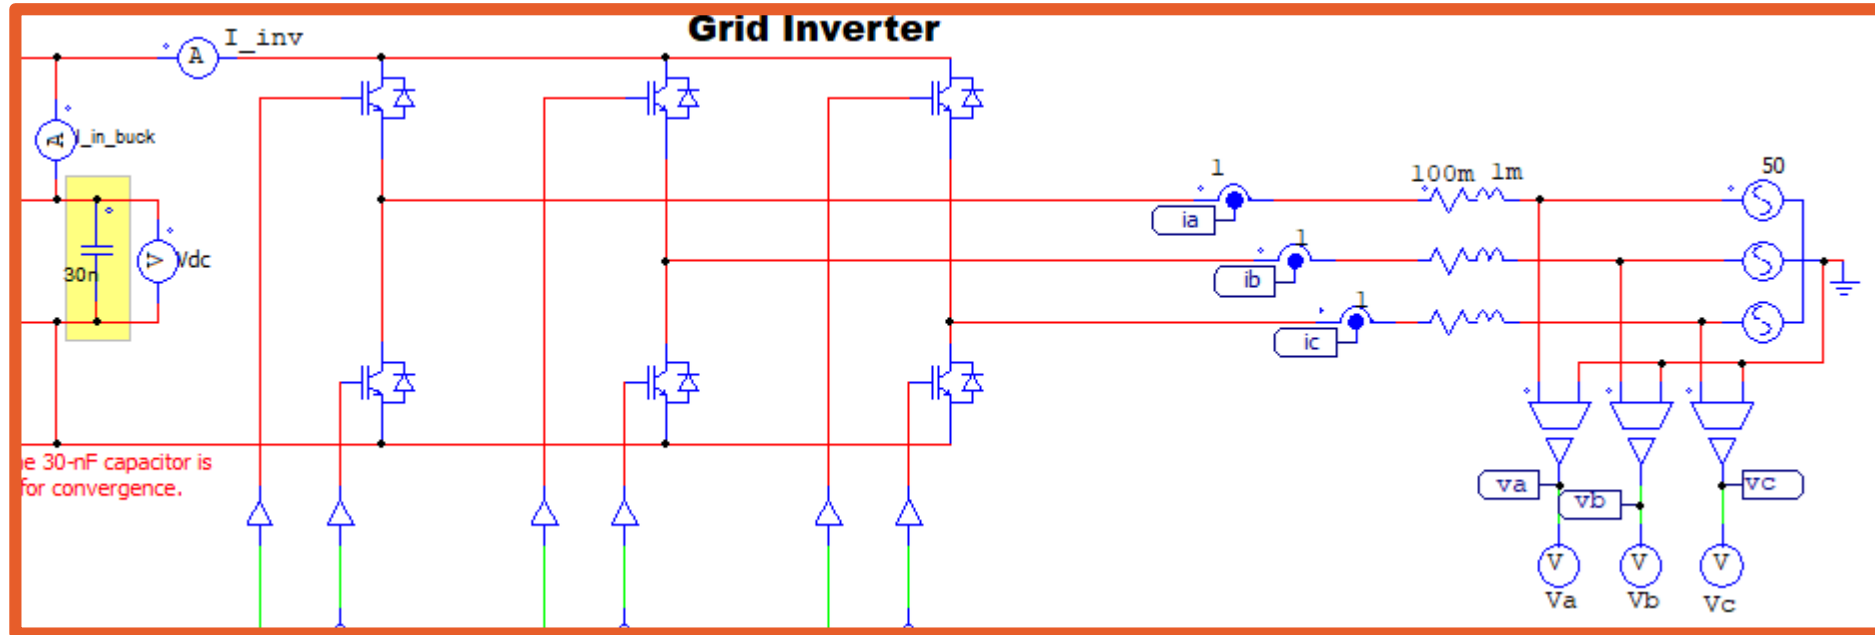 Grid Inverter
I_inv
A
A
I_in_buck
30n
V
Vdc
e 30-nF capacitor is
for convergence.
1
ia
1
ib
1
ic
100m 1m
50
va
vb
vc
V
V
V
Va
Vb
Vc